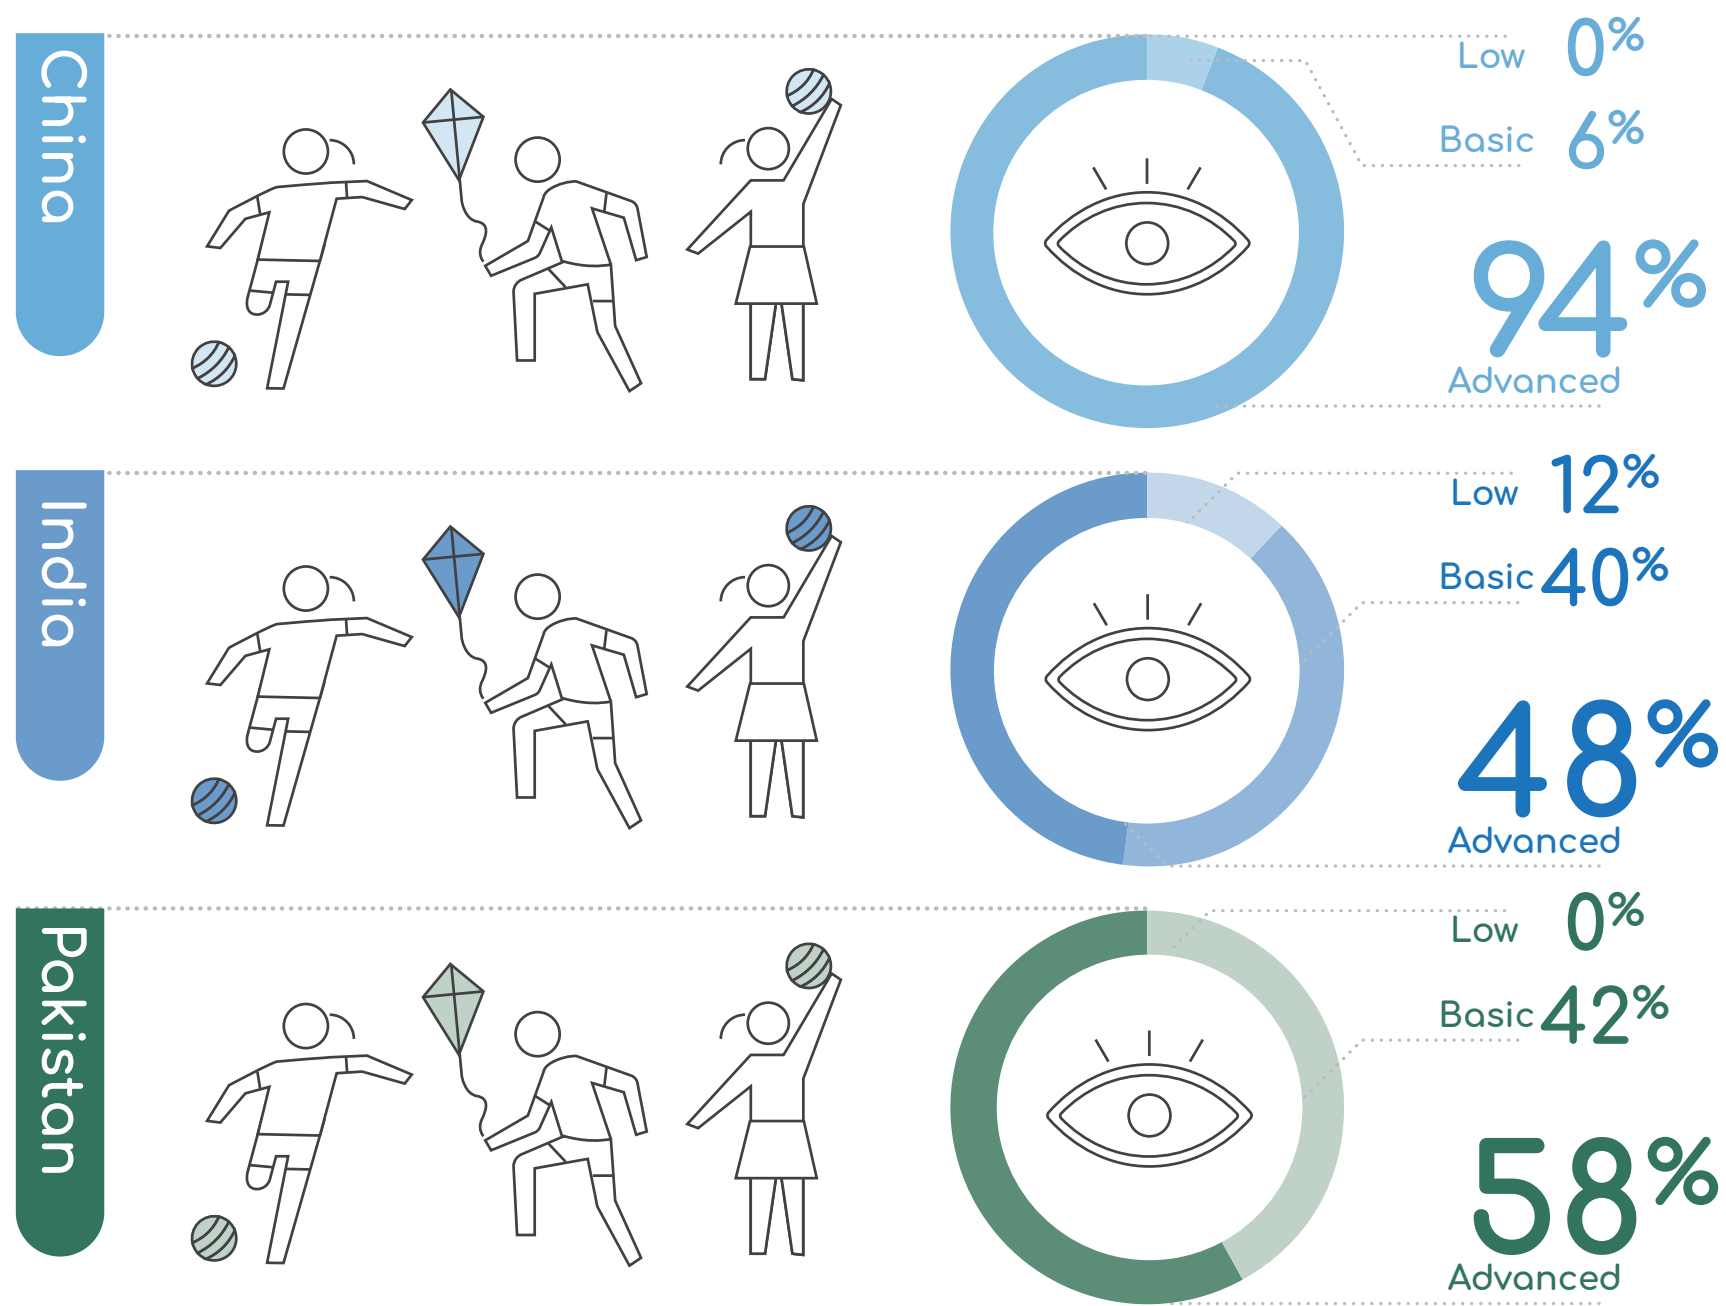 China
Low 0%
Basic 6%
94%
Advanced
India
Low 12%
Basic 40%
48%
Advanced
Pakistan
Low 0%
Basic 42%
58%
Advanced